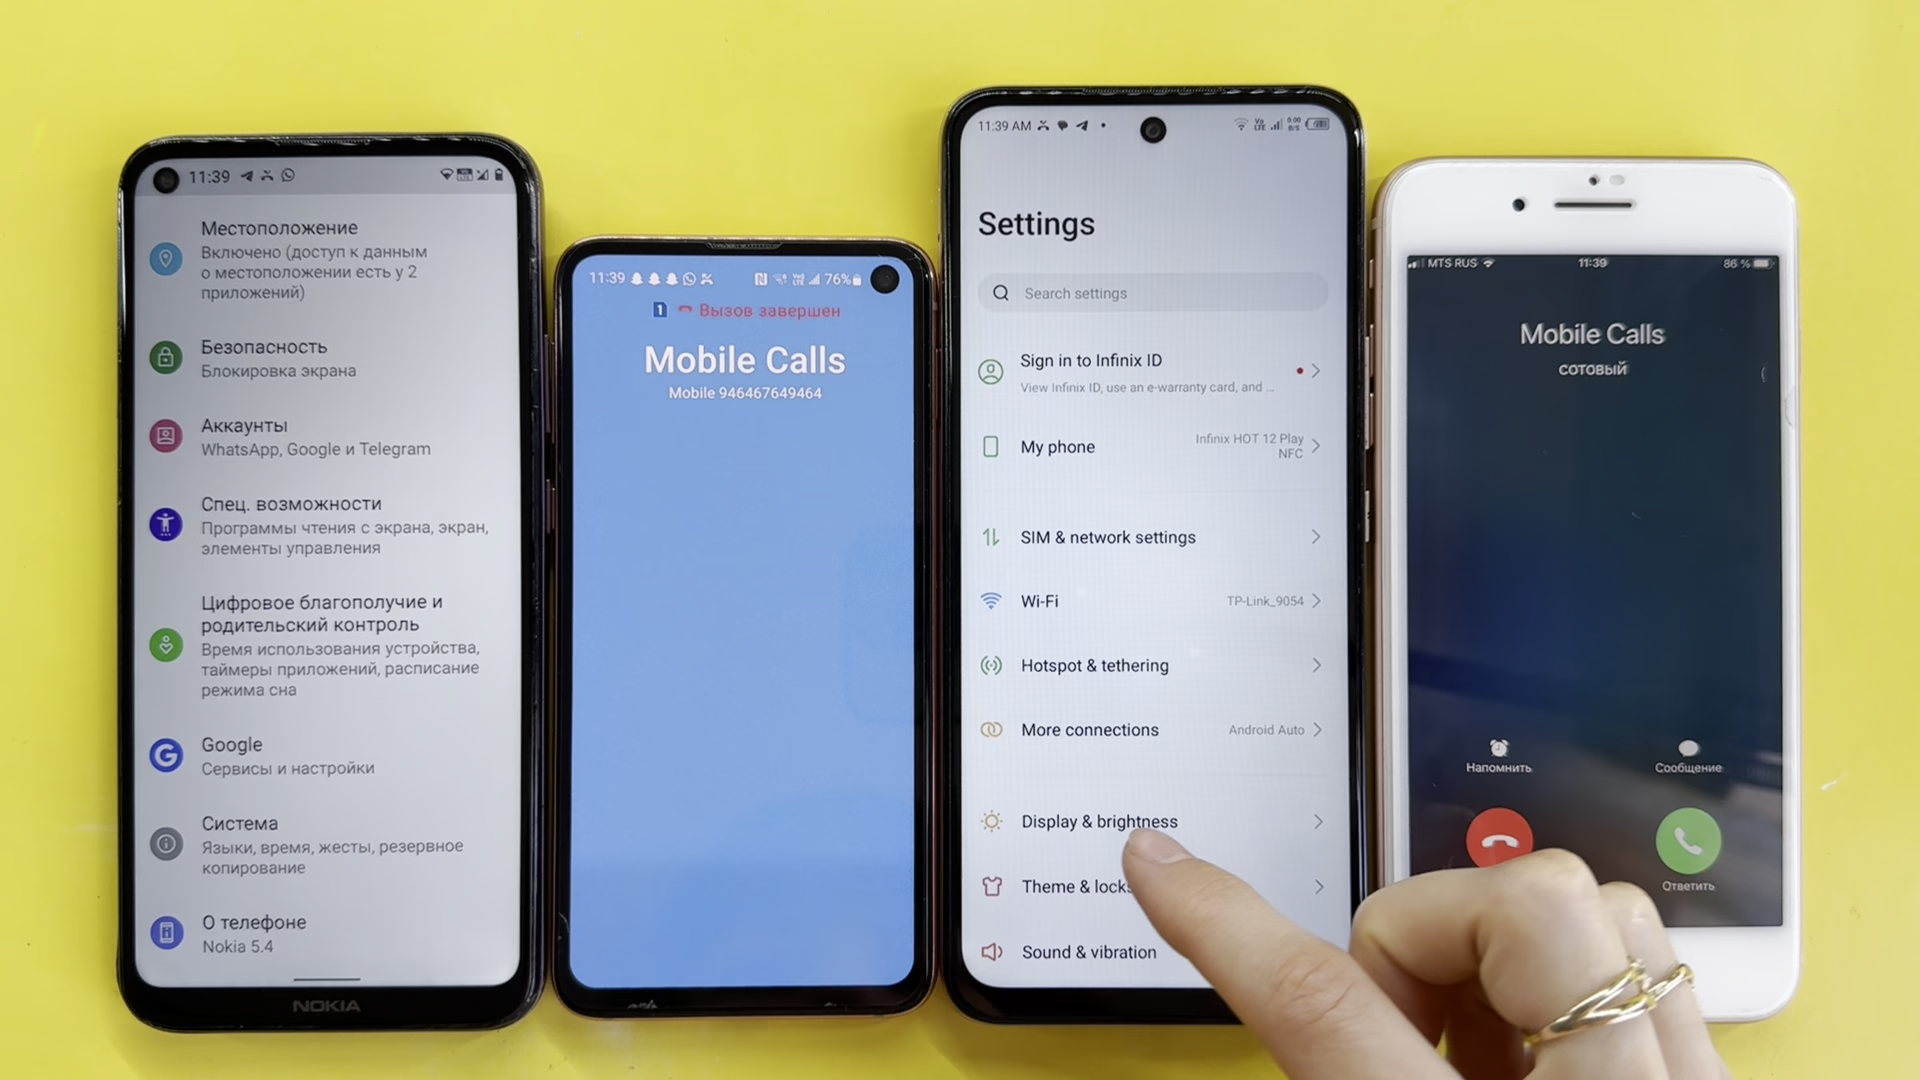 11:39
Местоположение
Включено (доступ к данным
о местоположении есть у 2
приложений)
Безопасность
Блокировка экрана
Аккаунты
WhatsApp, Google и Telegram
Спец. возможности
Программы чтения с экрана, экран,
элементы управления
Цифровое благополучие и
родительский контроль
Время использования устройства,
таймеры приложений, расписание
режима сна
Google
Сервисы и настройки
Система
Языки, время, жесты, резервное
копирование
О телефоне
Nokia 5.4
NOKIA
11:39 76%
1 Вызов завершен
Mobile Calls
Mobile 946467649464
11:39 AM Vo LTE 0.00 B/S
Settings
Search settings
Sign in to Infinix ID
View Infinix ID, use an e-warranty card, and ...
My phone
Infinix HOT 12 Play
NFC
SIM & network settings
Wi-Fi TP-Link_9054
Hotspot & tethering
More connections Android Auto
Display & brightness
Theme & locks
Sound & vibration
MTS RUS 11:39 86 %
Mobile Calls
сотовый
Напомнить Сообщение
Ответить